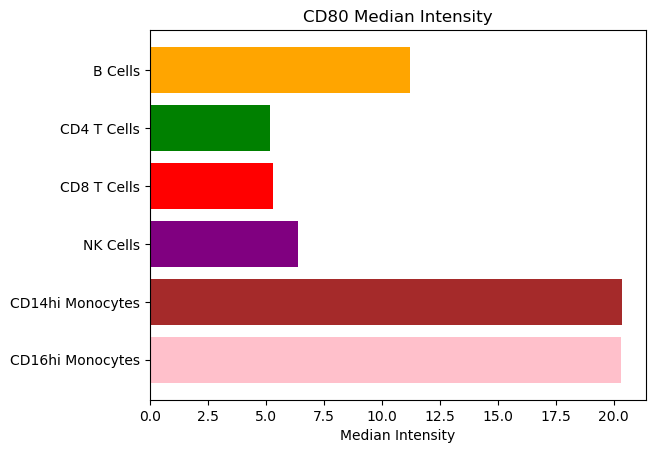 CD80 Median Intensity
B Cells
CD4 T Cells
CD8 T Cells
NK Cells
CD14hi Monocytes
CD16hi Monocytes
0.0 2.5 5.0 7.5 10.0 12.5 15.0 17.5 20.0
Median Intensity